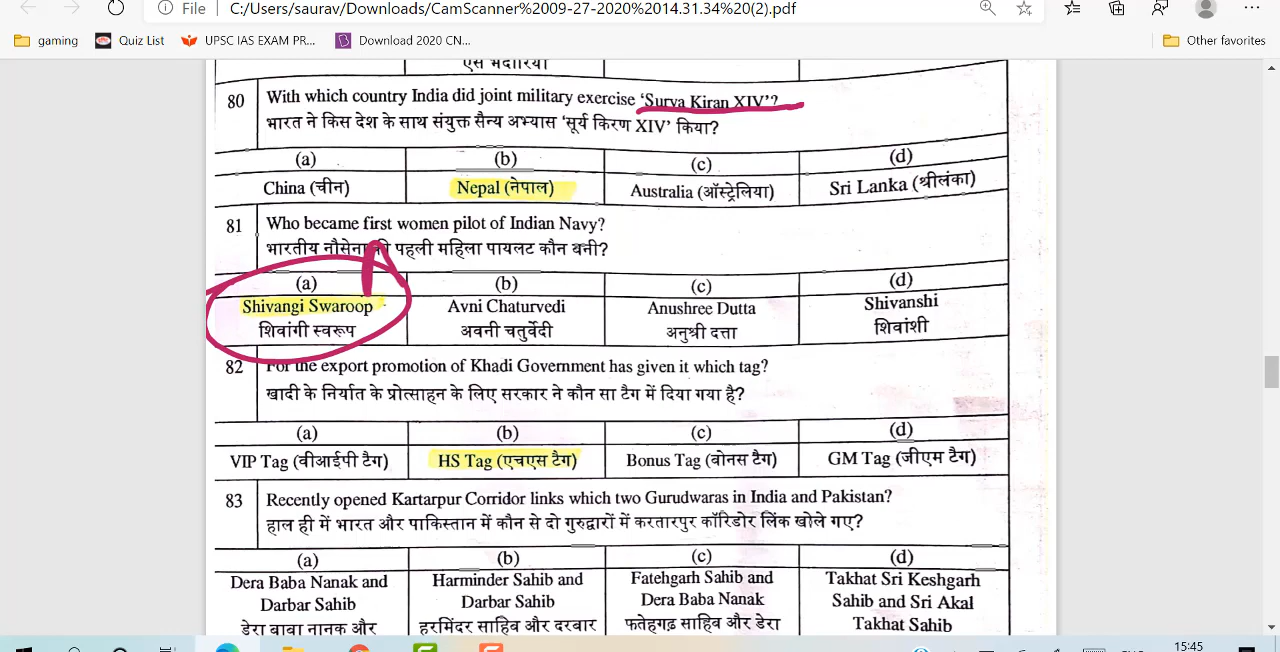 File
C:/Users/saurav/Downloads/CamScanner%2009-27-2020%2014.31.34%20(2).pdf
gaming
Quiz List
UPSC IAS EXAM PR...
Download 2020 CN...
Other favorites
80 With which country India did joint military exercise ‘Surya Kiran XIV’?
भारत ने किस देश के साथ संयुक्त सैन्य अभ्यास ‘सूर्य किरण XIV’ किया?
(a) (b) (c) (d)
China (चीन) Nepal (नेपाल) Australia (ऑस्ट्रेलिया) Sri Lanka (श्रीलंका)
81 Who became first women pilot of Indian Navy?
भारतीय नौसेना की पहली महिला पायलट कौन बनी?
(a) (b) (c) (d)
Shivangi Swaroop Avni Chaturvedi Anushree Dutta Shivanshi
शिवांगी स्वरूप अवनी चतुर्वेदी अनुश्री दत्ता शिवांशी
82 For the export promotion of Khadi Government has given it which tag?
खादी के निर्यात के प्रोत्साहन के लिए सरकार ने कौन सा टैग में दिया गया है?
(a) (b) (c) (d)
VIP Tag (वीआईपी टैग) HS Tag (एचएस टैग) Bonus Tag (वोनस टैग) GM Tag (जीएम टैग)
83 Recently opened Kartarpur Corridor links which two Gurudwaras in India and Pakistan?
हाल ही में भारत और पाकिस्तान में कौन से दो गुरुद्वारों में करतारपुर कॉरिडोर लिंक खोले गए?
(a) (b) (c) (d)
Dera Baba Nanak and Harminder Sahib and Fatehgarh Sahib and Takhat Sri Keshgarh
Darbar Sahib Darbar Sahib Dera Baba Nanak Sahib and Sri Akal
डेरा बाबा नानक और हरमिंदर साहिब और दरबार फतेहगढ़ साहिब और डेरा Takhat Sahib
15:45